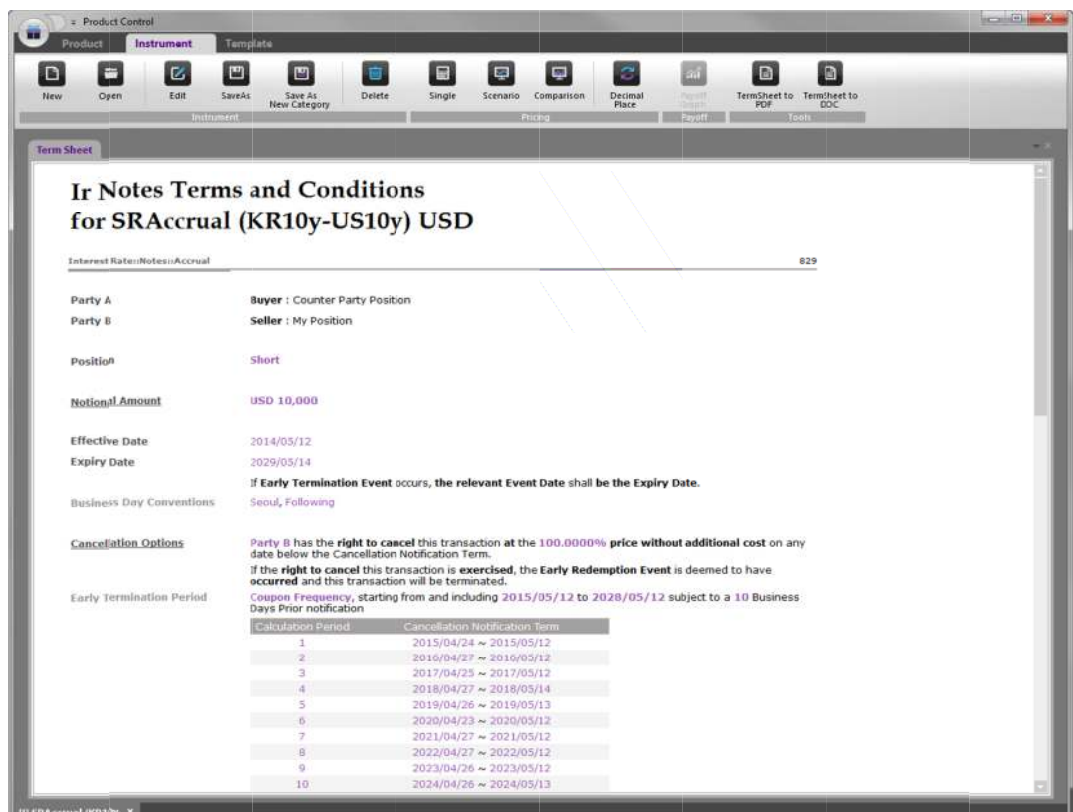 Product Control
Product Instrument Template
New Open Edit SaveAs Save As New Category Delete Single Scenario Comparison Decimal Place Payoff Graph TermSheet to PDF TermSheet to DOC
Instrument Pricing Payoff Tools
Term Sheet
Ir Notes Terms and Conditions
for SRAccrual (KR10y-US10y) USD
Interest Rate::Notes::Accrual 829
Party A Buyer : Counter Party Position
Party B Seller : My Position
Position Short
Notional Amount USD 10,000
Effective Date 2014/05/12
Expiry Date 2029/05/14
If Early Termination Event occurs, the relevant Event Date shall be the Expiry Date.
Business Day Conventions Seoul, Following
Cancellation Options Party B has the right to cancel this transaction at the 100.0000% price without additional cost on any
date below the Cancellation Notification Term.
If the right to cancel this transaction is exercised, the Early Redemption Event is deemed to have
occurred and this transaction will be terminated.
Early Termination Period Coupon Frequency, starting from and including 2015/05/12 to 2028/05/12 subject to a 10 Business
Days Prior notification
Calculation Period Cancellation Notification Term
1 2015/04/24 ~ 2015/05/12
2 2016/04/27 ~ 2016/05/12
3 2017/04/25 ~ 2017/05/12
4 2018/04/27 ~ 2018/05/14
5 2019/04/26 ~ 2019/05/13
6 2020/04/23 ~ 2020/05/12
7 2021/04/27 ~ 2021/05/12
8 2022/04/27 ~ 2022/05/12
9 2023/04/26 ~ 2023/05/12
10 2024/04/26 ~ 2024/05/13